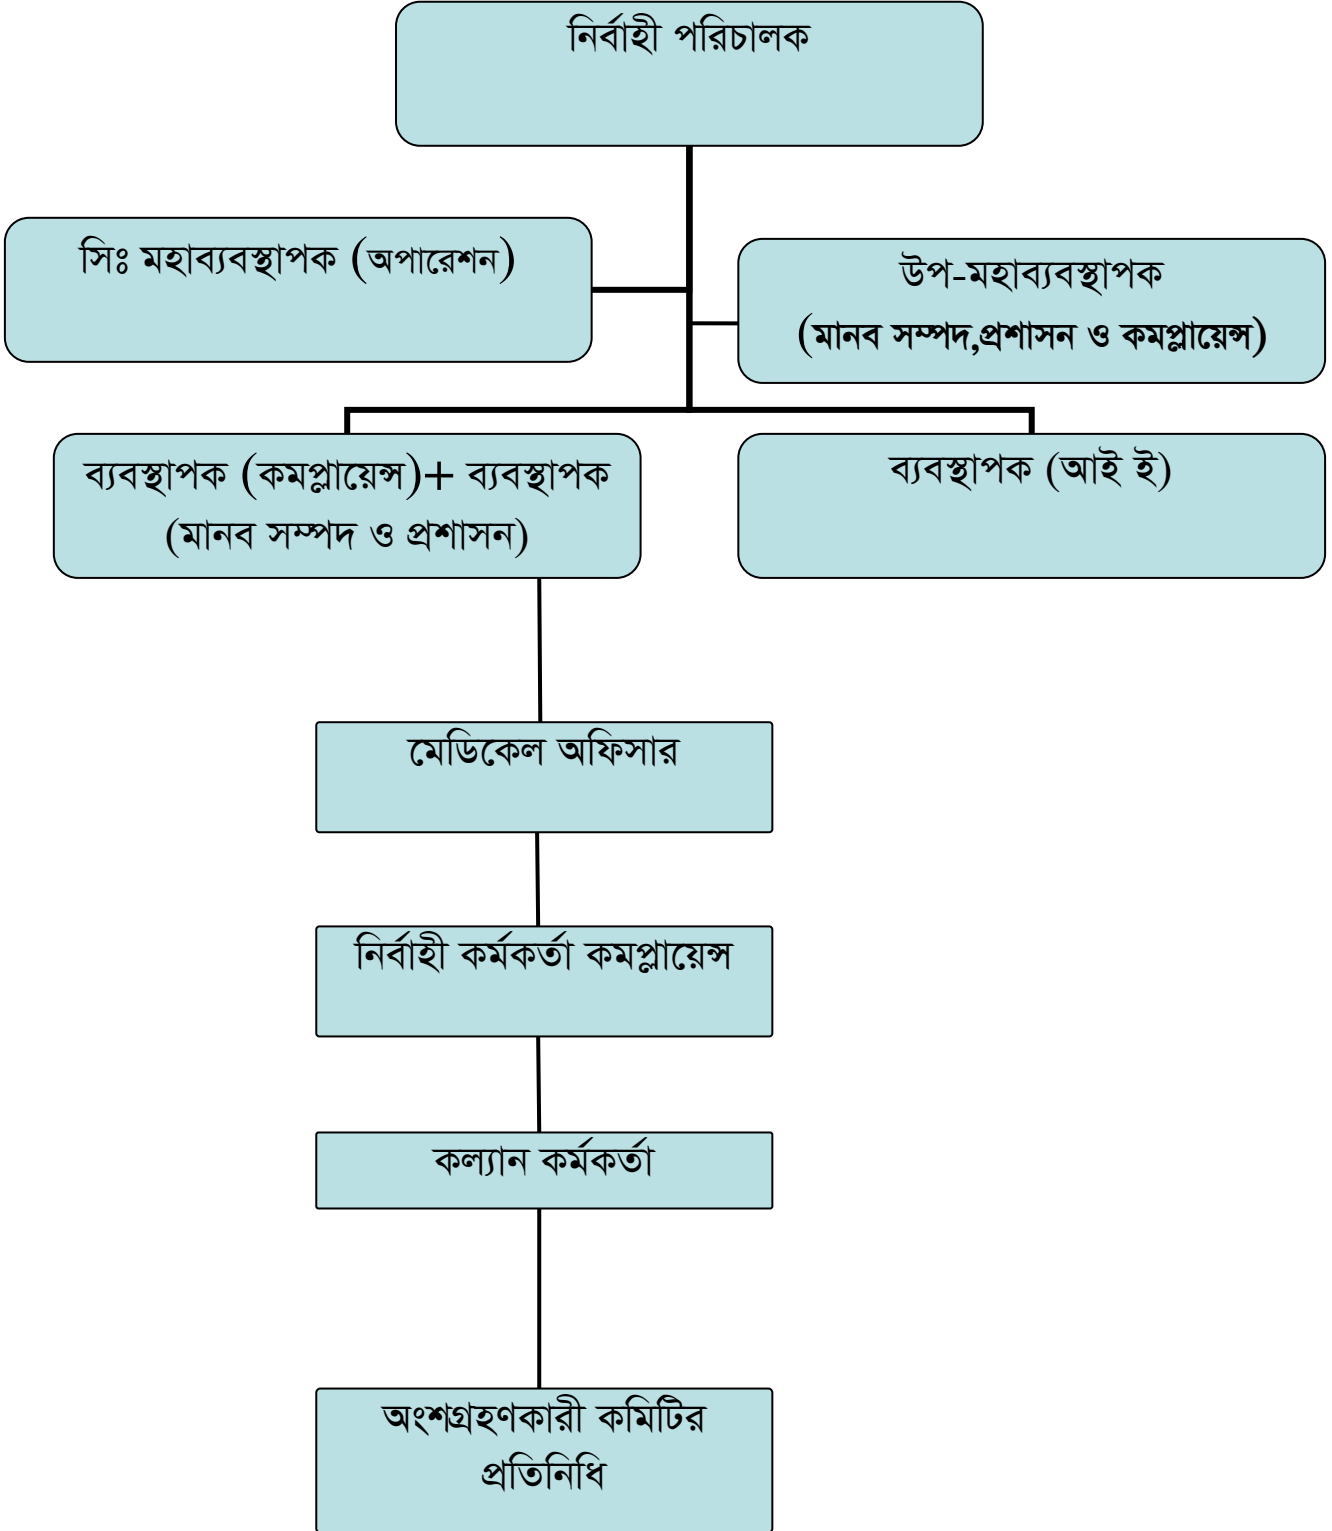 নির্বাহী পরিচালক
সিঃ মহাব্যবস্থাপক (অপারেশন)
উপ-মহাব্যবস্থাপক
(মানব সম্পদ,প্রশাসন ও কমপ্লায়েন্স)
ব্যবস্থাপক (কমপ্লায়েন্স)+ ব্যবস্থাপক
(মানব সম্পদ ও প্রশাসন)
ব্যবস্থাপক (আই ই)
মেডিকেল অফিসার
নির্বাহী কর্মকর্তা কমপ্লায়েন্স
কল্যান কর্মকর্তা
অংশগ্রহণকারী কমিটির
প্রতিনিধি